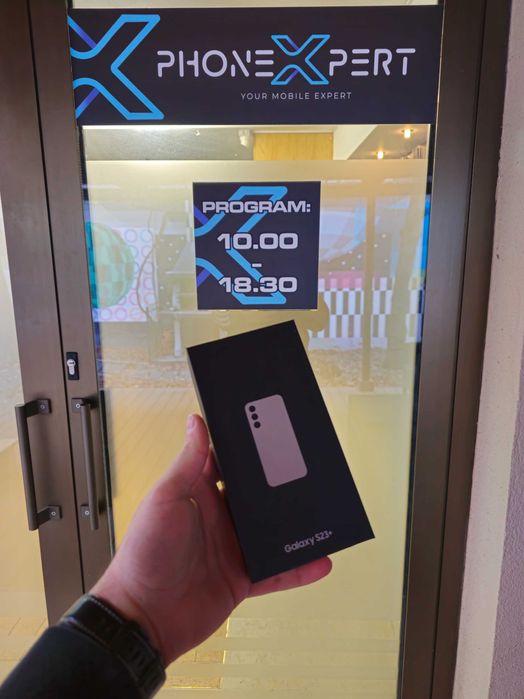 PHONEXPERT
YOUR MOBILE EXPERT
PROGRAM:
10.00
-
18.30
Galaxy S23+